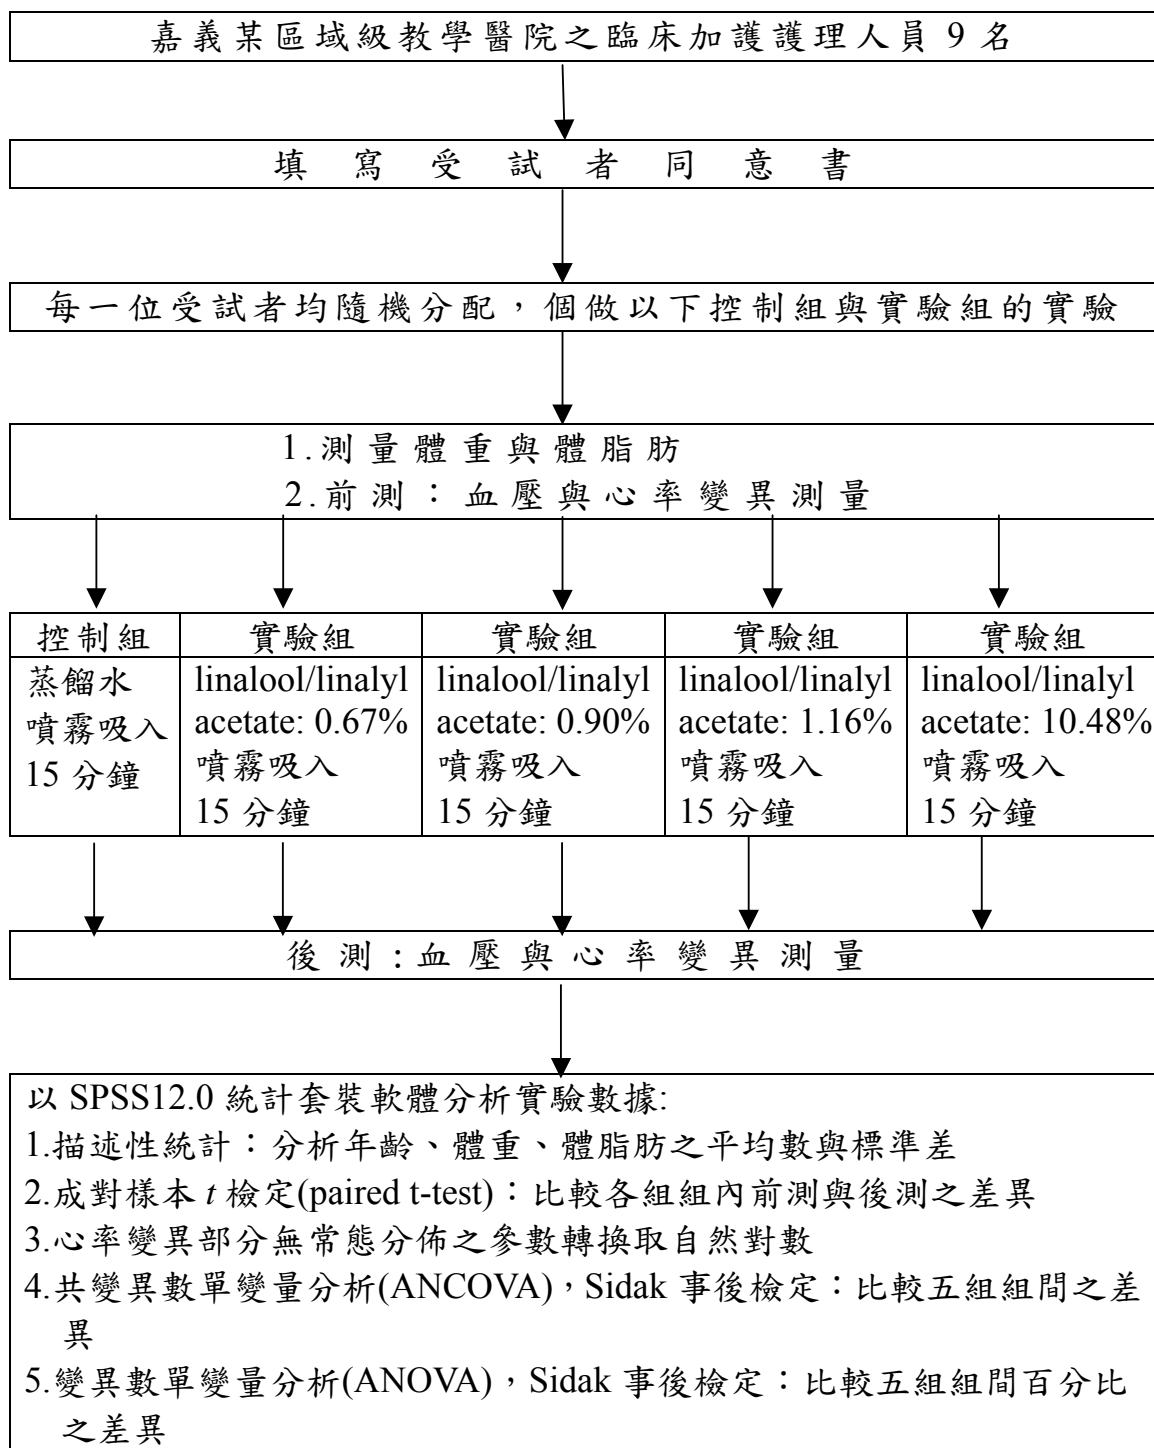 嘉義某區域級教學醫院之臨床加護護理人員 9 名
填寫受試者同意書
每一位受試者均隨機分配，個做以下控制組與實驗組的實驗
1.測量體重與體脂肪
2.前測：血壓與心率變異測量
控制組
蒸餾水
噴霧吸入
15 分鐘
實驗組
linalool/linalyl
acetate: 0.67%
噴霧吸入
15 分鐘
實驗組
linalool/linalyl
acetate: 0.90%
噴霧吸入
15 分鐘
實驗組
linalool/linalyl
acetate: 1.16%
噴霧吸入
15 分鐘
實驗組
linalool/linalyl
acetate: 10.48%
噴霧吸入
15 分鐘
後測:血壓與心率變異測量
以 SPSS12.0 統計套裝軟體分析實驗數據:
1.描述性統計：分析年齡、體重、體脂肪之平均數與標準差
2.成對樣本 t 檢定(paired t-test)：比較各組組內前測與後測之差異
3.心率變異部分無常態分佈之參數轉換取自然對數
4.共變異數單變量分析(ANCOVA)，Sidak 事後檢定：比較五組組間之差
異
5.變異數單變量分析(ANOVA)，Sidak 事後檢定：比較五組組間百分比
之差異